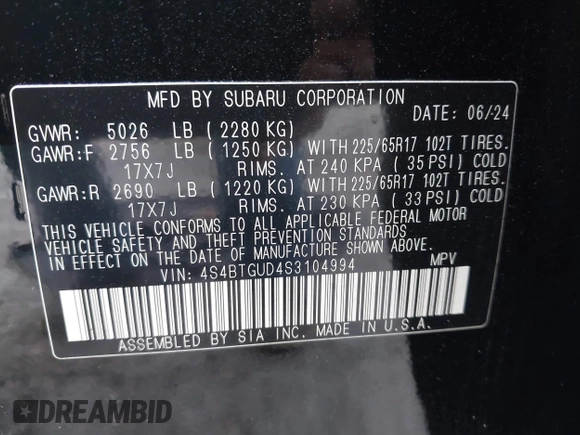 MFD BY SUBARU CORPORATION
DATE: 06/24
GVWR: 5026 LB (2280 KG)
GAWR:F 2756 LB (1250 KG) WITH 225/65R17 102T TIRES.
17X7J RIMS. AT 240 KPA (35 PSI) COLD
GAWR:R 2690 LB (1220 KG) WITH 225/65R17 102T TIRES.
17X7J RIMS. AT 230 KPA (33 PSI) COLD
THIS VEHICLE CONFORMS TO ALL APPLICABLE FEDERAL MOTOR
VEHICLE SAFETY AND THEFT PREVENTION STANDARDS
IN EFFECT ON THE DATE OF MANUFACTURE SHOWN ABOVE.
VIN: 4S4BTGUD4S3104994 MPV
ASSEMBLED BY SIA INC. MADE IN U.S.A.
DREAMBID